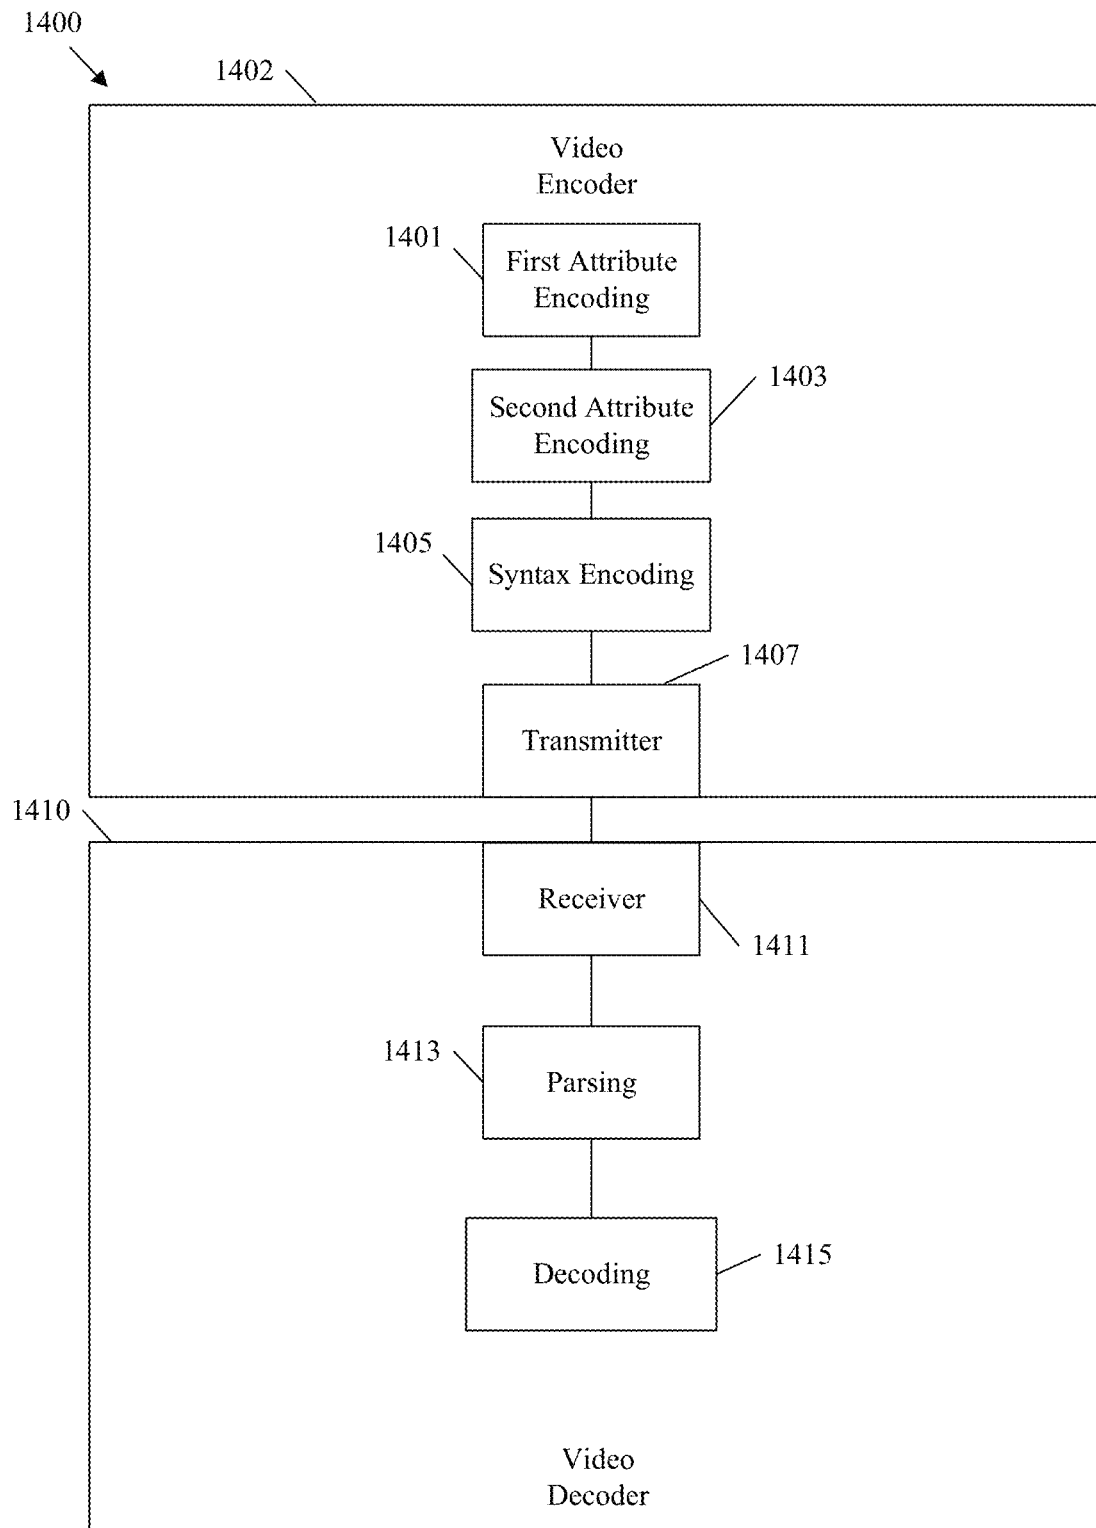 1400
1402
Video
Encoder
1401
First Attribute
Encoding
1403
Second Attribute
Encoding
1405
Syntax Encoding
1407
Transmitter
1410
Receiver
1411
1413
Parsing
1415
Decoding
Video
Decoder